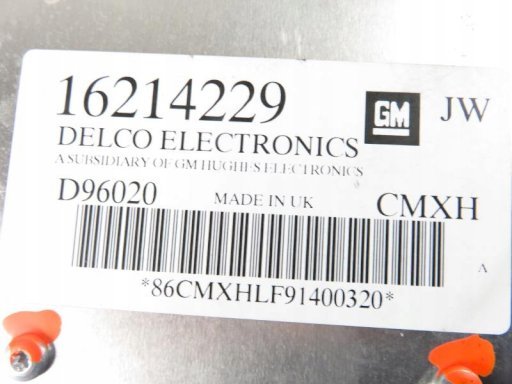 16214229 GM JW
DELCO ELECTRONICS
A SUBSIDIARY OF GM HUGHES ELECTRONICS
D96020 MADE IN UK CMXH
A
*86CMXHLF91400320*